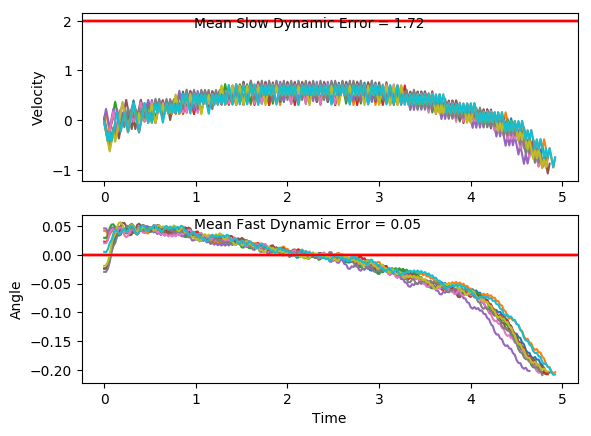 Mean Slow Dynamic Error = 1.72
Velocity
2
1
0
−1
0 1 2 3 4 5
Mean Fast Dynamic Error = 0.05
Angle
0.05
0.00
−0.05
−0.10
−0.15
−0.20
0 1 2 3 4 5
Time